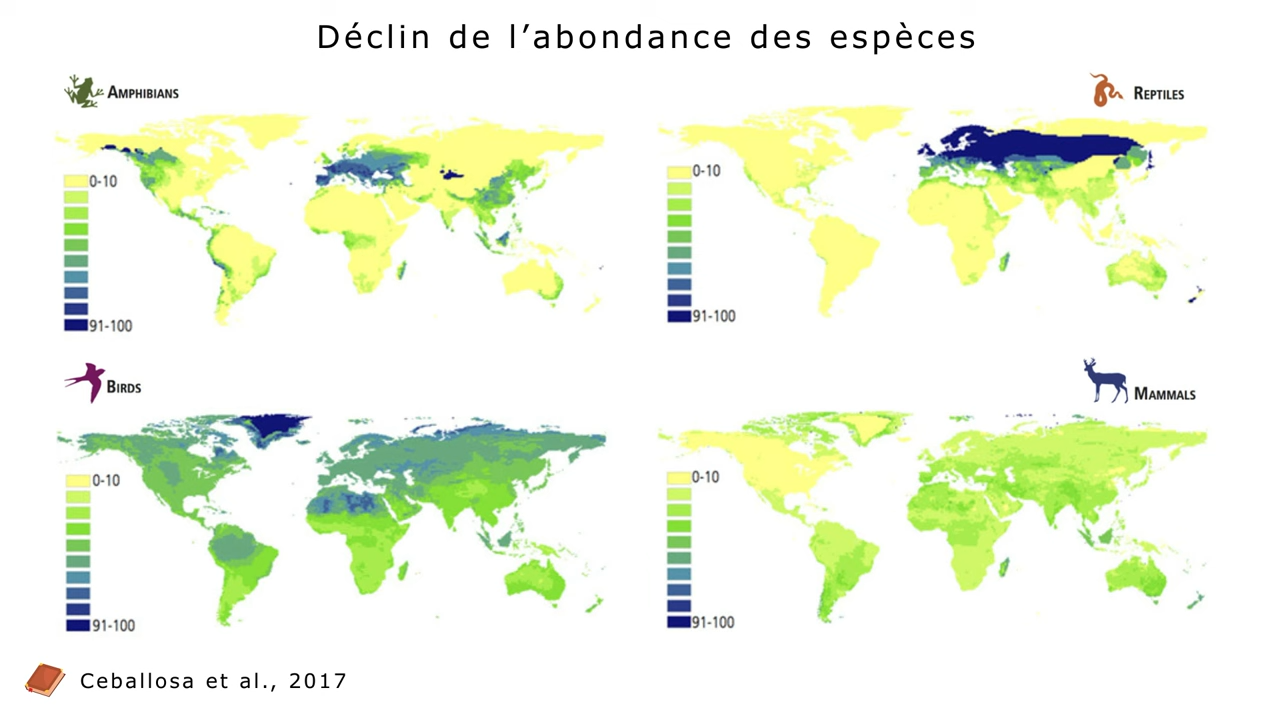 Déclin de l’abondance des espèces
AMPHIBIANS
0-10
91-100
REPTILES
0-10
91-100
BIRDS
0-10
91-100
MAMMALS
0-10
91-100
Ceballosa et al., 2017